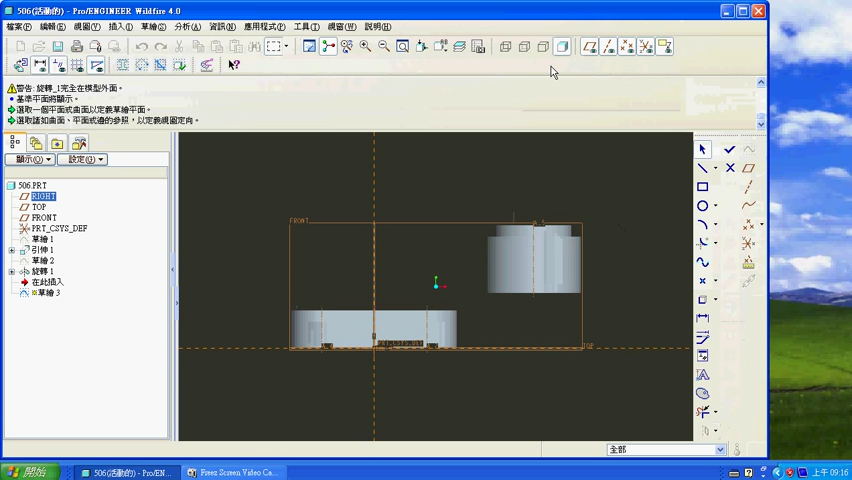 506(活動的) - Pro/ENGINEER Wildfire 4.0
檔案(F) 編輯(E) 視圖(V) 插入(I) 草繪(S) 分析(A) 資訊(N) 應用程式(P) 工具(T) 視窗(W) 說明(H)
警告: 旋轉_1完全在模型外面。
基準平面將顯示。
選取一個平面或曲面以定義草繪平面。
選取諸如曲面、平面或邊的參照,以定義視圖定向。
顯示(O) 設定(G)
506.PRT
RIGHT
TOP
FRONT
PRT_CSYS_DEF
草繪 1
引伸 1
草繪 2
旋轉 1
在此插入
草繪 3
FRONT
TOP
全部
開始 506(活動的) - Pro/EN... Freez Screen Video Ca... 上午 09:16